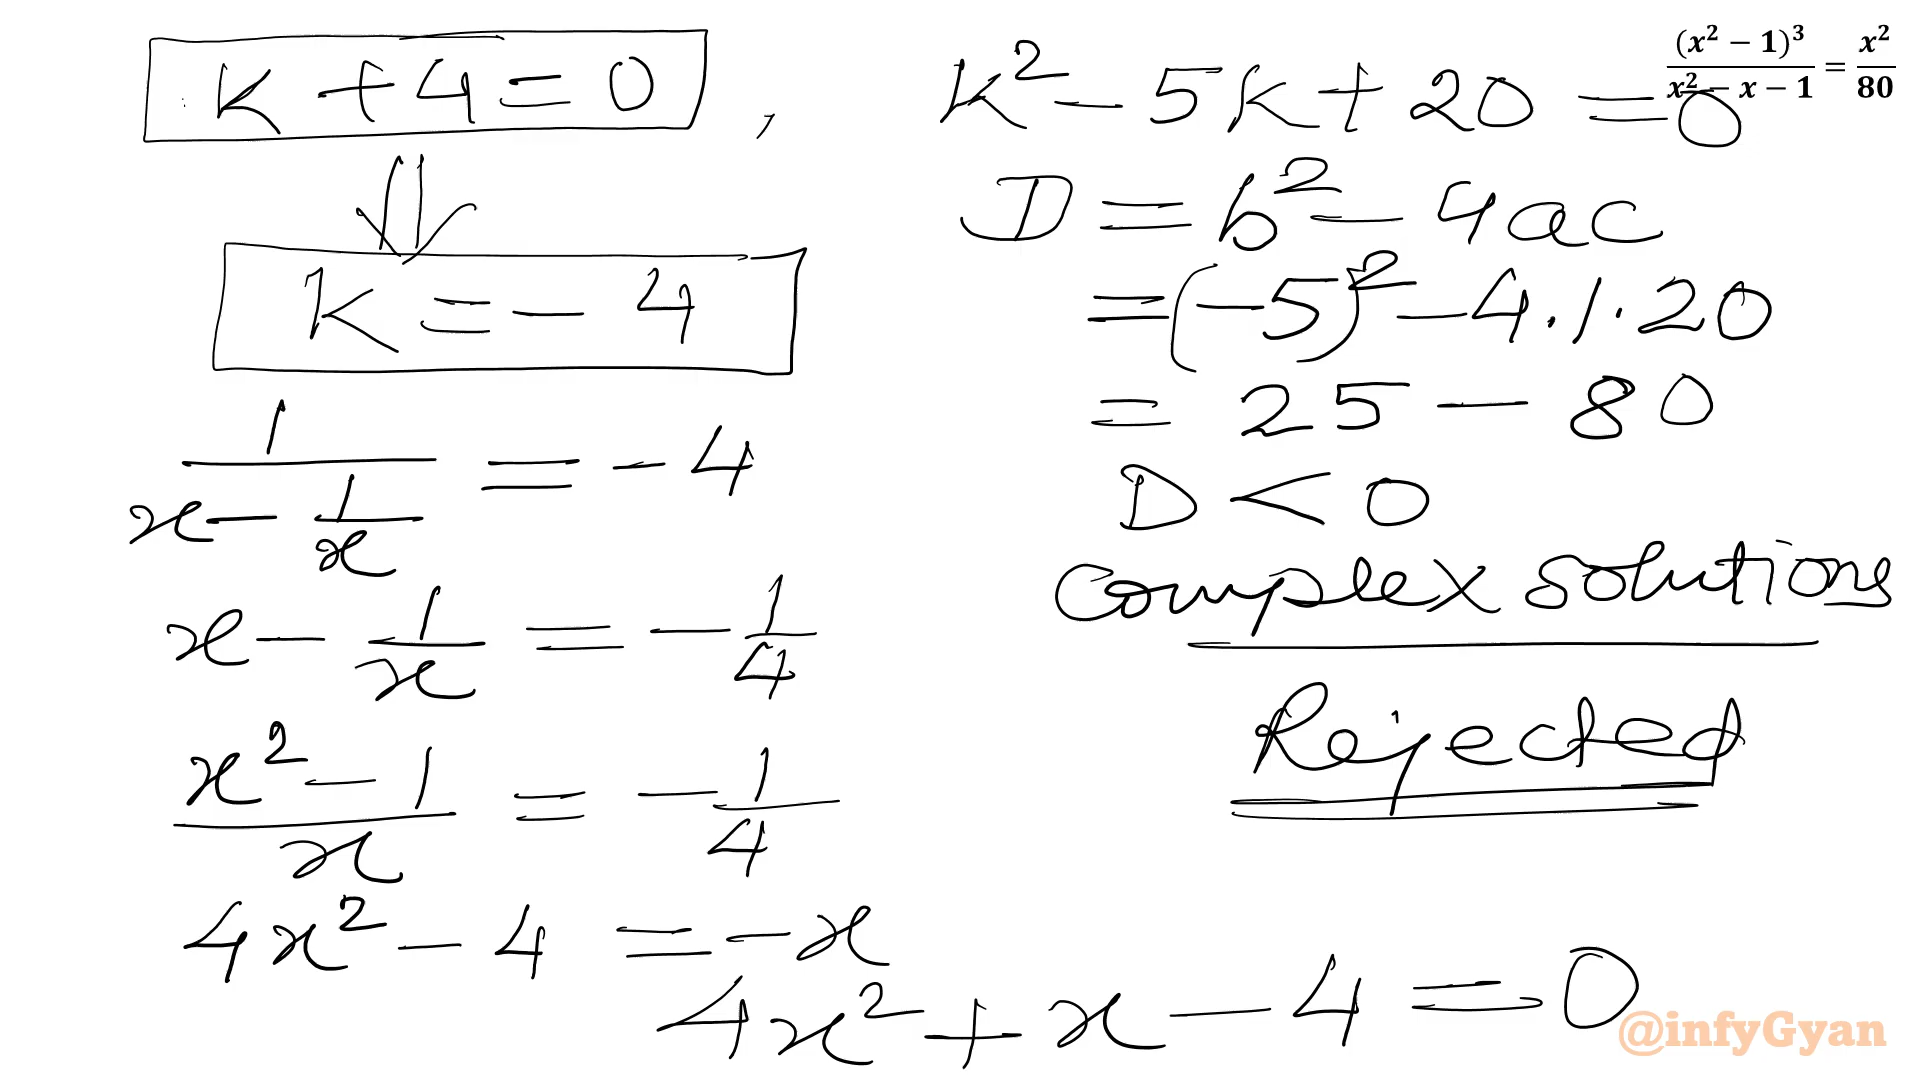 k + 4 = 0 , k² - 5k + 20 = 0
(x² − 1)³ / (x² − x − 1) = x² / 80
D = b² - 4ac
k = - 4
= (-5)² - 4 . 1 . 20
= 25 - 80
1 / (x - 1/x) = - 4
D < 0
complex solutions
x - 1/x = - 1/4
Rejected
(x² - 1) / x = - 1/4
4x² - 4 = - x
4x² + x - 4 = 0
@infyGyan